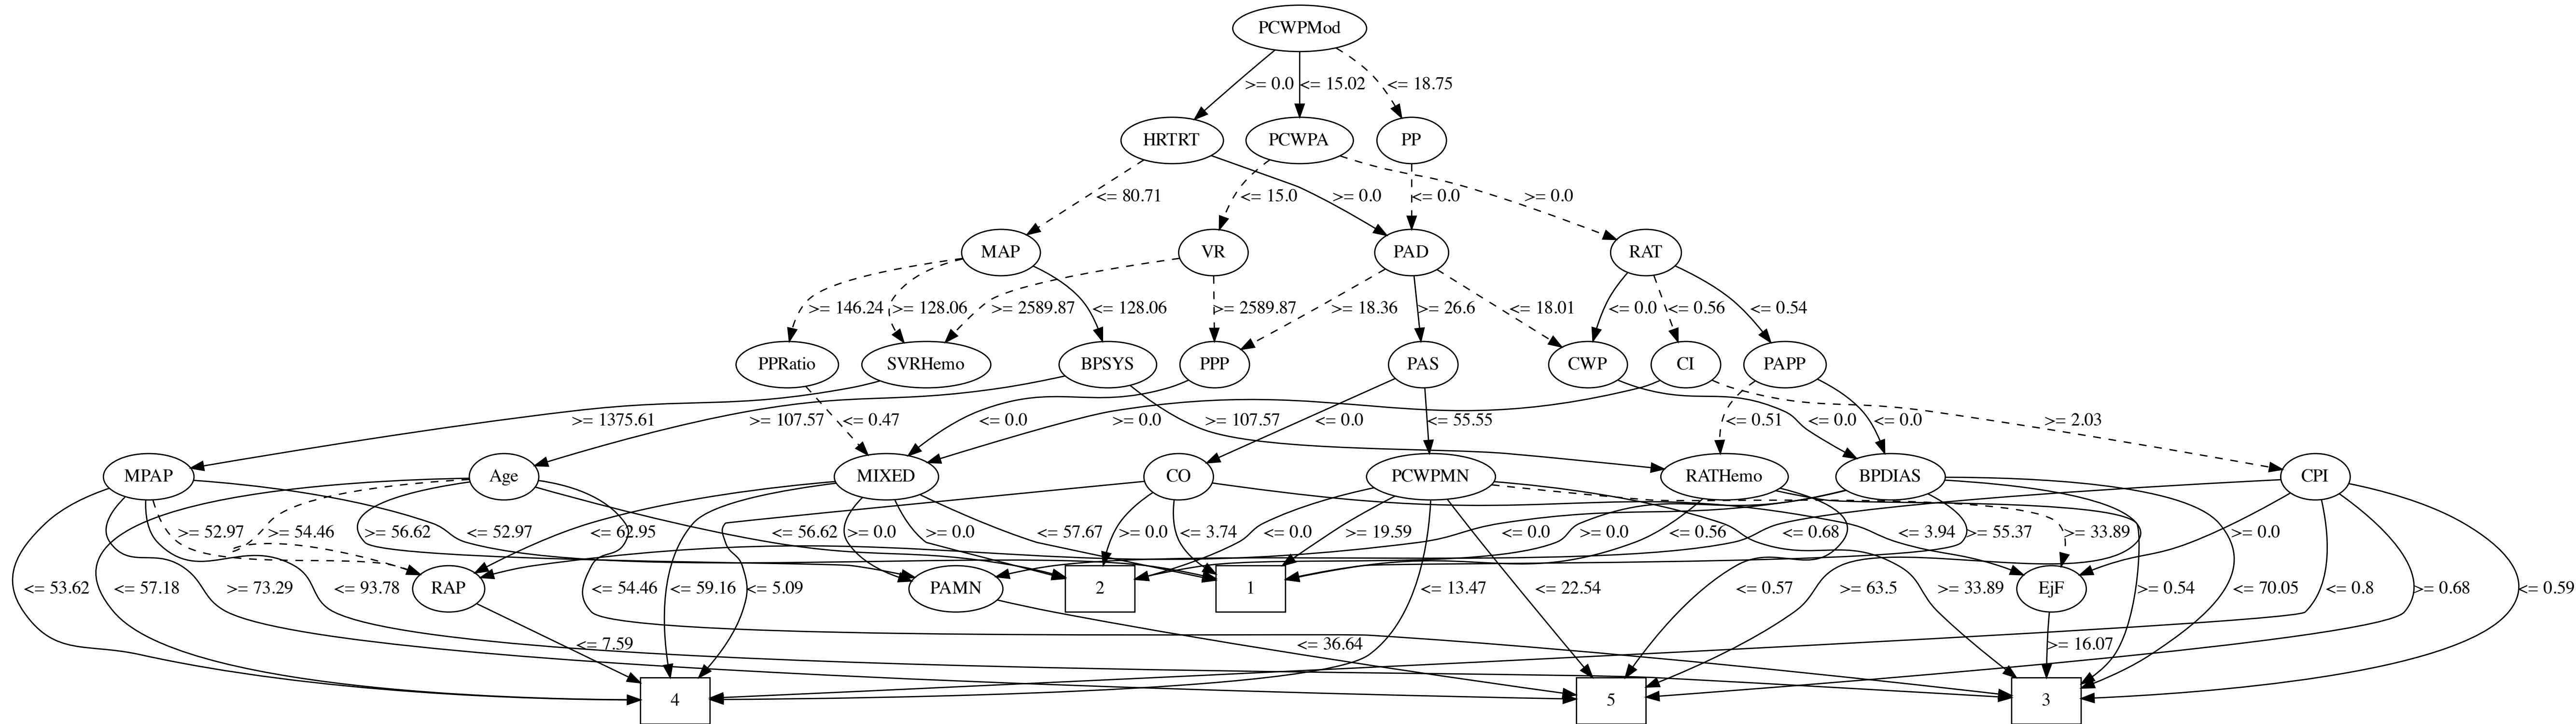 PCWPMod
>= 0.0 <= 15.02 <= 18.75
HRTRT PCWPA PP
<= 80.71 <= 15.0 >= 0.0 <= 0.0 >= 0.0
MAP VR PAD RAT
>= 146.24 >= 128.06 >= 2589.87 <= 128.06 >= 2589.87 >= 18.36 >= 26.6 <= 18.01 <= 0.0 <= 0.56 <= 0.54
PPRatio SVRHemo BPSYS PPP PAS CWP CI PAPP
>= 1375.61 >= 107.57 <= 0.47 <= 0.0 >= 0.0 >= 107.57 <= 0.0 <= 55.55 <= 0.51 <= 0.0 <= 0.0 >= 2.03
MPAP Age MIXED CO PCWPMN RATHemo BPDIAS CPI
>= 52.97 >= 54.46 >= 56.62 <= 52.97 <= 62.95 <= 56.62 >= 0.0 >= 0.0 <= 57.67 >= 0.0 <= 3.74 <= 0.0 >= 19.59 <= 0.0 >= 0.0 <= 0.56 <= 0.68 <= 3.94 >= 55.37 >= 33.89 >= 0.0
<= 53.62 <= 57.18 >= 73.29 <= 93.78 RAP <= 54.46 <= 59.16 <= 5.09 PAMN 2 1 <= 13.47 <= 22.54 <= 0.57 >= 63.5 >= 33.89 EjF >= 0.54 <= 70.05 <= 0.8 >= 0.68 <= 0.59
<= 7.59 <= 36.64 >= 16.07
4 5 3